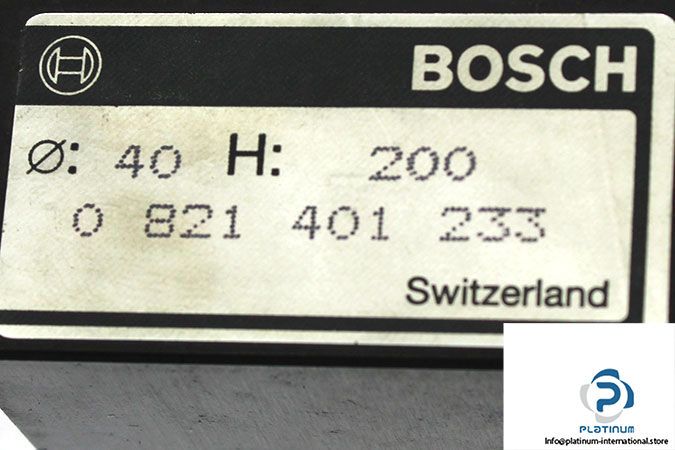 BOSCH
⌀: 40 H: 200
0 821 401 233
Switzerland
PLATINUM
Info@platinum-international.store